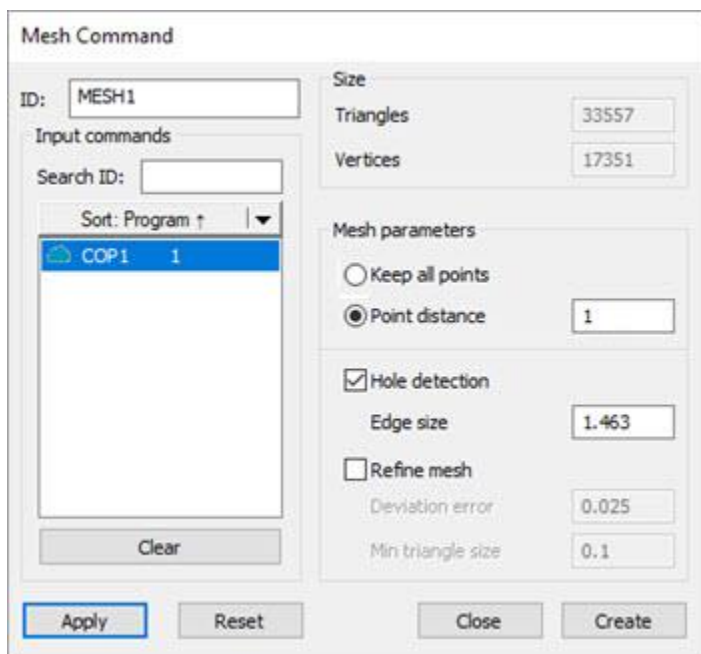 Mesh Command
ID: MESH1
Input commands
Search ID:
Sort: Program ↑
COP1 1
Clear
Size
Triangles 33557
Vertices 17351
Mesh parameters
Keep all points
Point distance 1
Hole detection
Edge size 1.463
Refine mesh
Deviation error 0.025
Min triangle size 0.1
Apply Reset Close Create